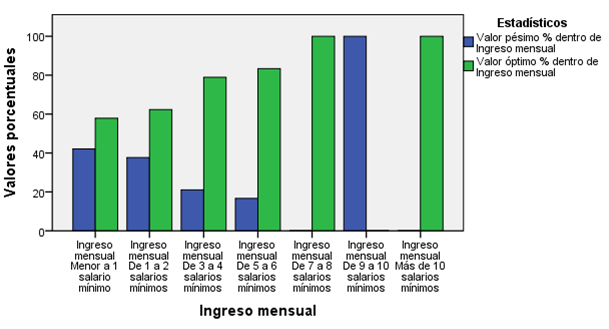 Estadísticos
Valor pésimo % dentro de
Ingreso mensual
Valor óptimo % dentro de
Ingreso mensual
Valores porcentuales
100
80
60
40
20
0
Ingreso
mensual
Menor a 1
salario
mínimo
Ingreso
mensual
De 1 a 2
salarios
mínimos
Ingreso
mensual
De 3 a 4
salarios
mínimos
Ingreso
mensual
De 5 a 6
salarios
mínimos
Ingreso
mensual
De 7 a 8
salarios
mínimos
Ingreso
mensual
De 9 a 10
salarios
mínimos
Ingreso
mensual
Más de 10
salarios
mínimos
Ingreso mensual